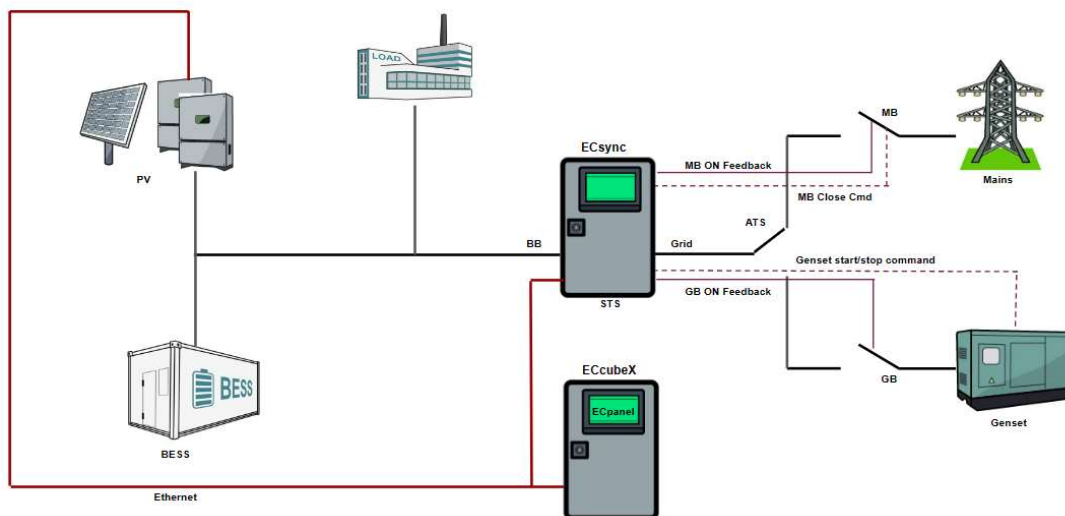 LOAD
PV
ECsync
MB
MB ON Feedback
Mains
MB Close Cmd
ATS
BB
Grid
Genset start/stop command
GB ON Feedback
STS
BESS
ECcubeX
ECpanel
GB
Genset
BESS
Ethernet